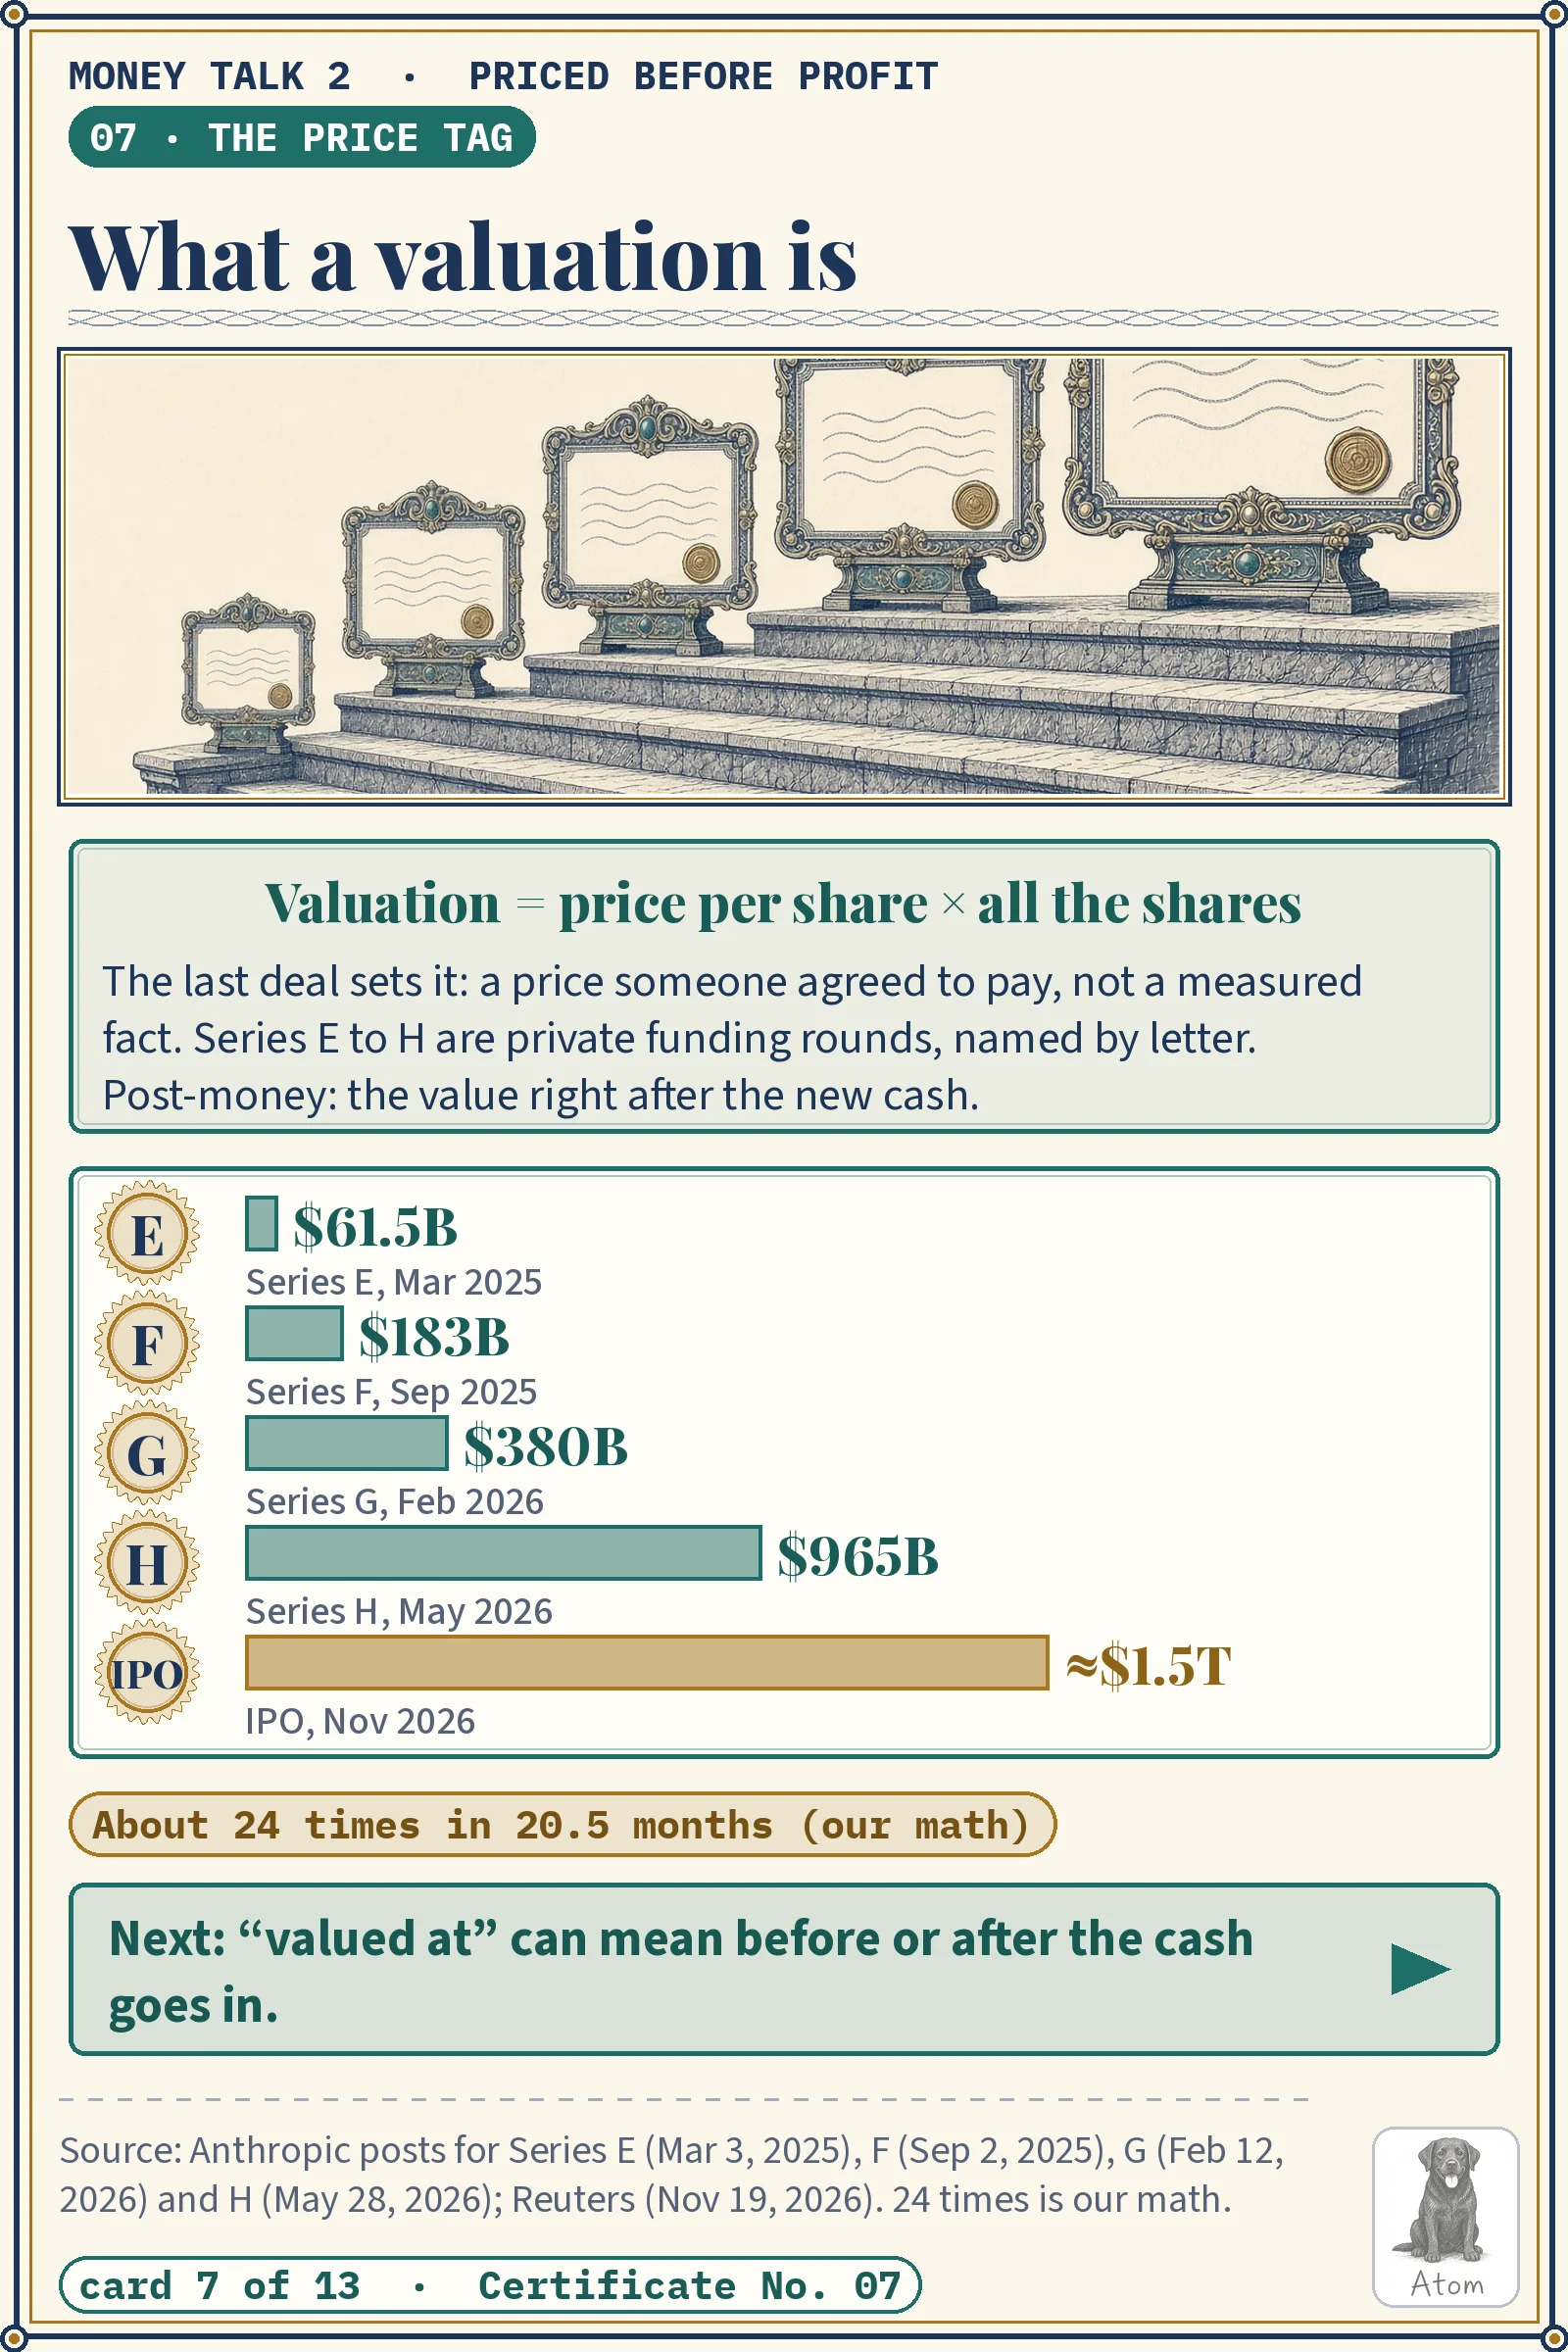 MONEY TALK 2 · PRICED BEFORE PROFIT
07 · THE PRICE TAG
What a valuation is
Valuation = price per share × all the shares
The last deal sets it: a price someone agreed to pay, not a measured
fact. Series E to H are private funding rounds, named by letter.
Post-money: the value right after the new cash.
E
$61.5B
Series E, Mar 2025
F
$183B
Series F, Sep 2025
G
$380B
Series G, Feb 2026
H
$965B
Series H, May 2026
IPO
≈$1.5T
IPO, Nov 2026
About 24 times in 20.5 months (our math)
Next: “valued at” can mean before or after the cash
goes in.
Source: Anthropic posts for Series E (Mar 3, 2025), F (Sep 2, 2025), G (Feb 12,
2026) and H (May 28, 2026); Reuters (Nov 19, 2026). 24 times is our math.
card 7 of 13 · Certificate No. 07
Atom